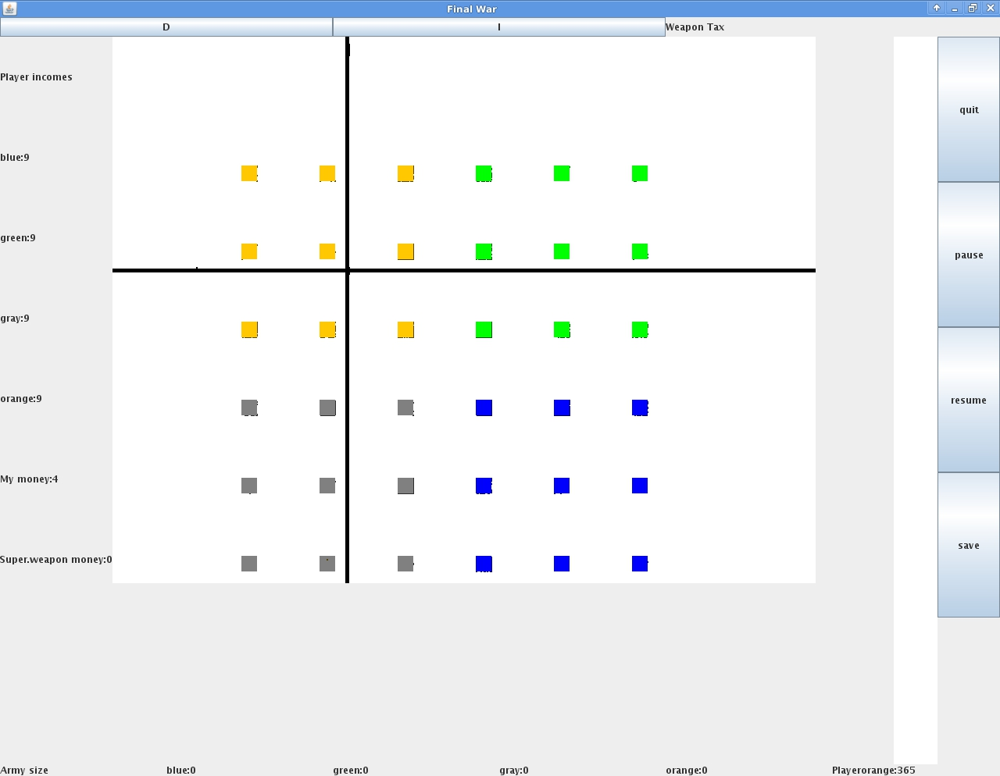 Final War
D I Weapon Tax
Player incomes
quit
blue:9
green:9
pause
gray:9
orange:9
resume
My money:4
save
Super.weapon money:0
Army size blue:0 green:0 gray:0 orange:0 Playerorange:365